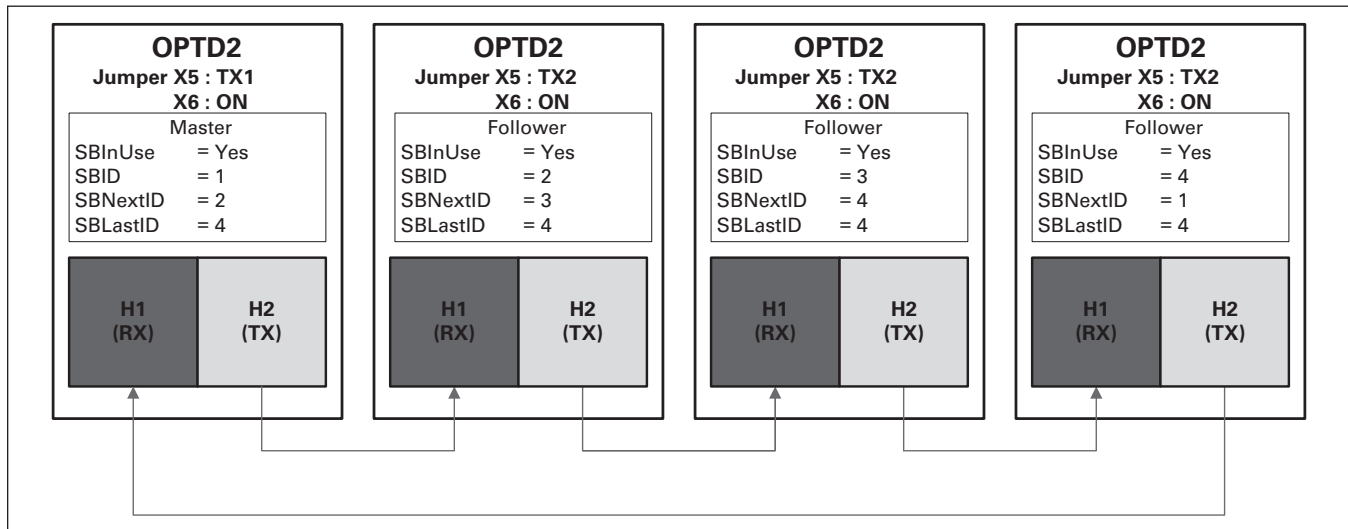 OPTD2
Jumper X5 : TX1
X6 : ON
Master
SBInUse = Yes
SBID = 1
SBNextID = 2
SBLastID = 4
H1
(RX)
H2
(TX)
OPTD2
Jumper X5 : TX2
X6 : ON
Follower
SBInUse = Yes
SBID = 2
SBNextID = 3
SBLastID = 4
H1
(RX)
H2
(TX)
OPTD2
Jumper X5 : TX2
X6 : ON
Follower
SBInUse = Yes
SBID = 3
SBNextID = 4
SBLastID = 4
H1
(RX)
H2
(TX)
OPTD2
Jumper X5 : TX2
X6 : ON
Follower
SBInUse = Yes
SBID = 4
SBNextID = 1
SBLastID = 4
H1
(RX)
H2
(TX)